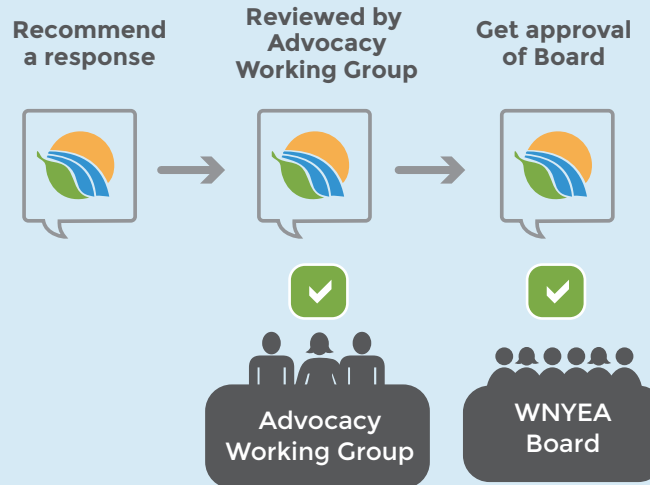 Recommend
a response
Reviewed by
Advocacy
Working Group
Get approval
of Board
Advocacy
Working Group
WNYEA
Board